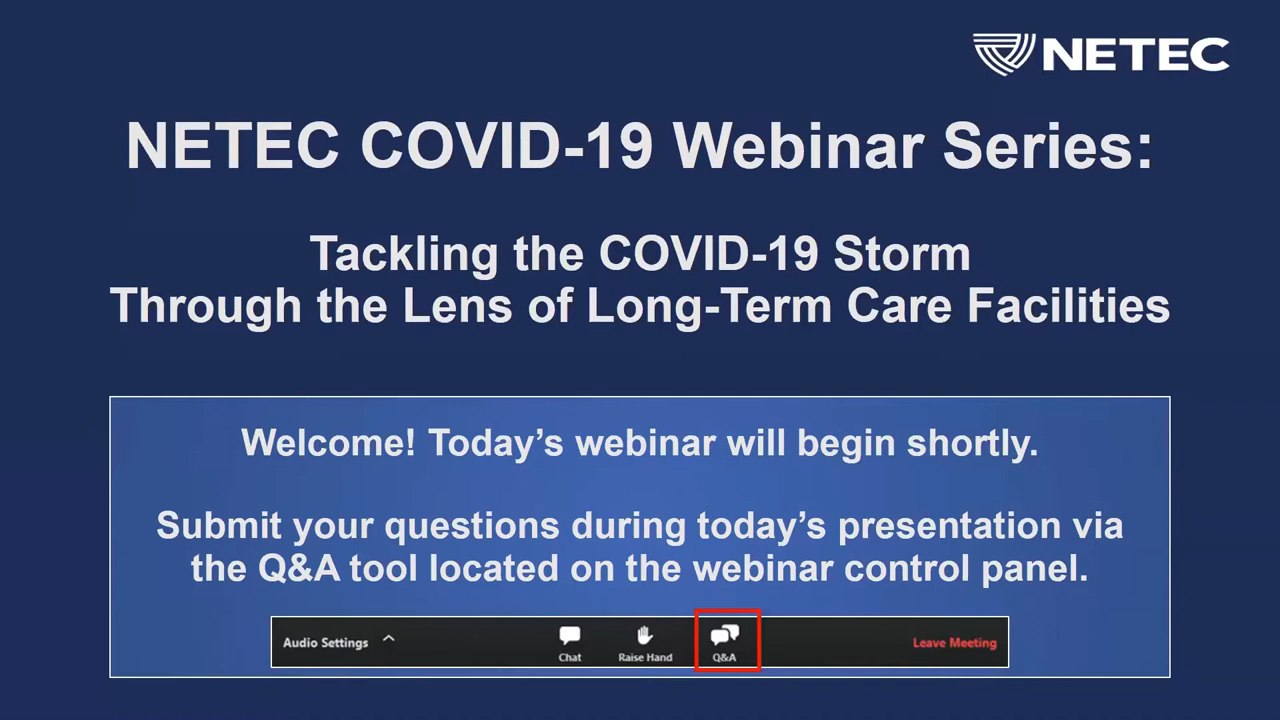 NETEC
NETEC COVID-19 Webinar Series:
Tackling the COVID-19 Storm
Through the Lens of Long-Term Care Facilities
Welcome! Today’s webinar will begin shortly.
Submit your questions during today’s presentation via
the Q&A tool located on the webinar control panel.
Audio Settings
Chat
Raise Hand
Q&A
Leave Meeting